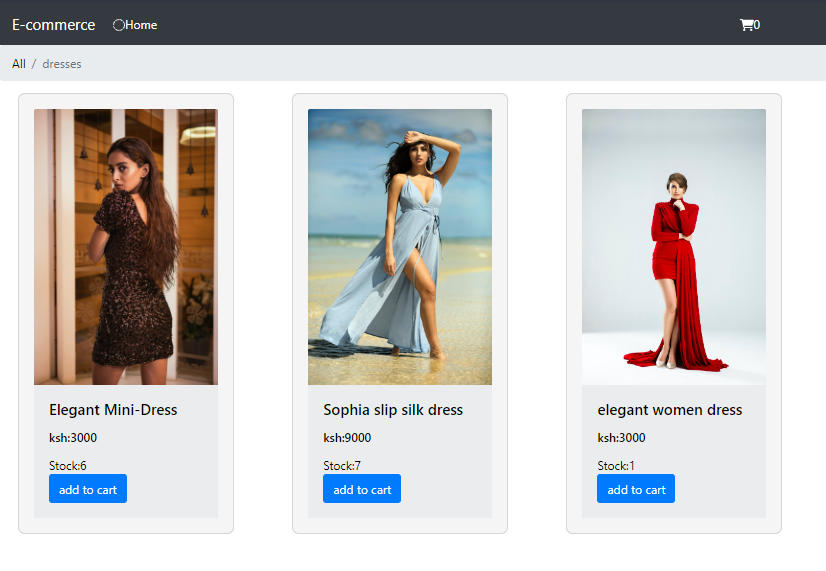 E-commerce Home 0
All / dresses
Elegant Mini-Dress
ksh:3000
Stock:6
add to cart
Sophia slip silk dress
ksh:9000
Stock:7
add to cart
elegant women dress
ksh:3000
Stock:1
add to cart